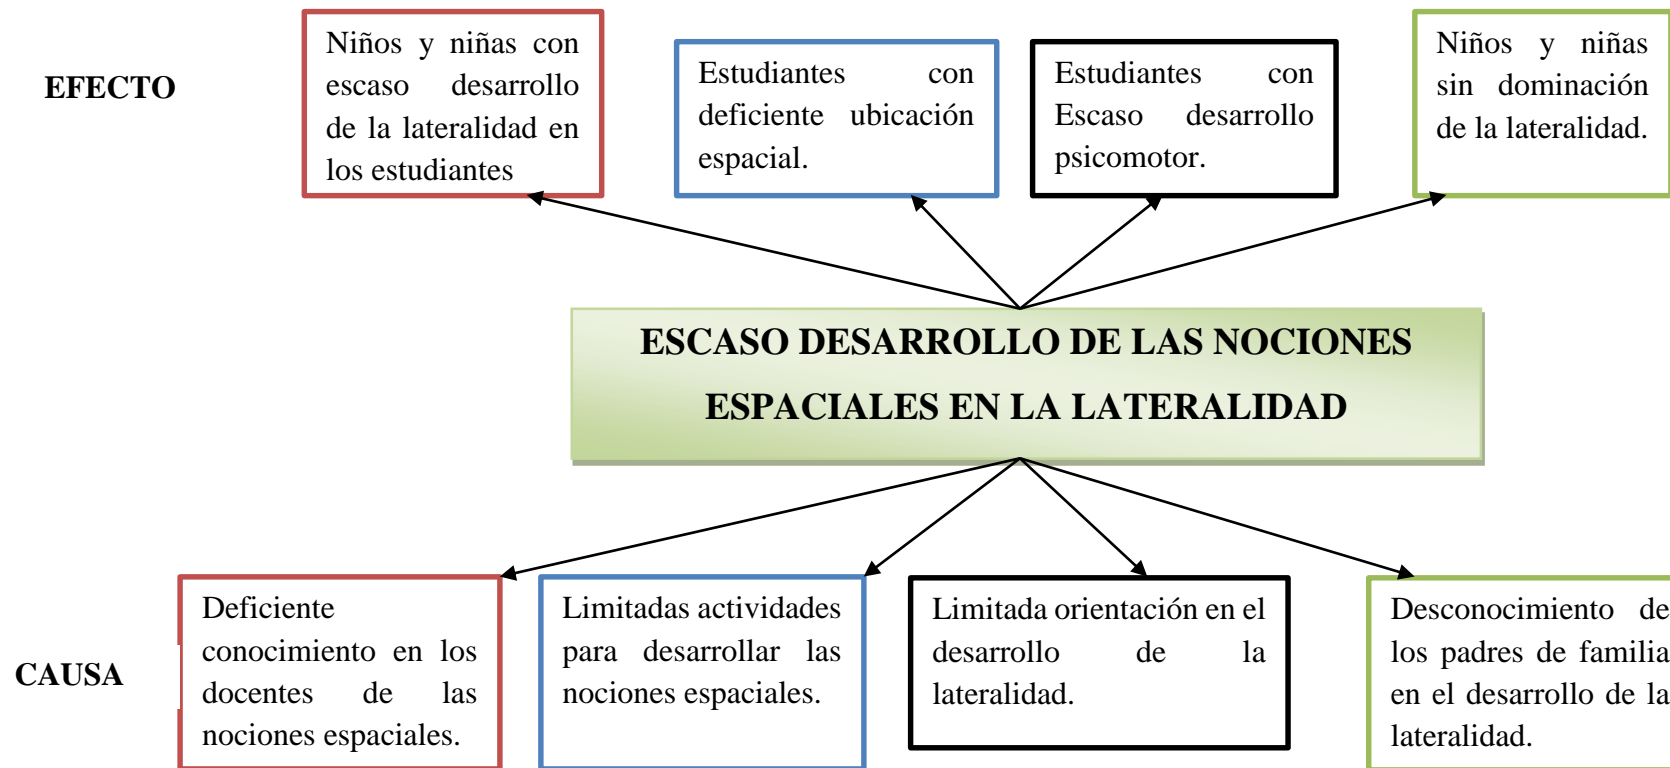 EFECTO
Niños y niñas con
escaso desarrollo
de la lateralidad en
los estudiantes
Estudiantes con
deficiente ubicación
espacial.
Estudiantes con
Escaso desarrollo
psicomotor.
Niños y niñas
sin dominación
de la lateralidad.
ESCASO DESARROLLO DE LAS NOCIONES
ESPACIALES EN LA LATERALIDAD
CAUSA
Deficiente
conocimiento en los
docentes de las
nociones espaciales.
Limitadas actividades
para desarrollar las
nociones espaciales.
Limitada orientación en el
desarrollo de la
lateralidad.
Desconocimiento de
los padres de familia
en el desarrollo de la
lateralidad.